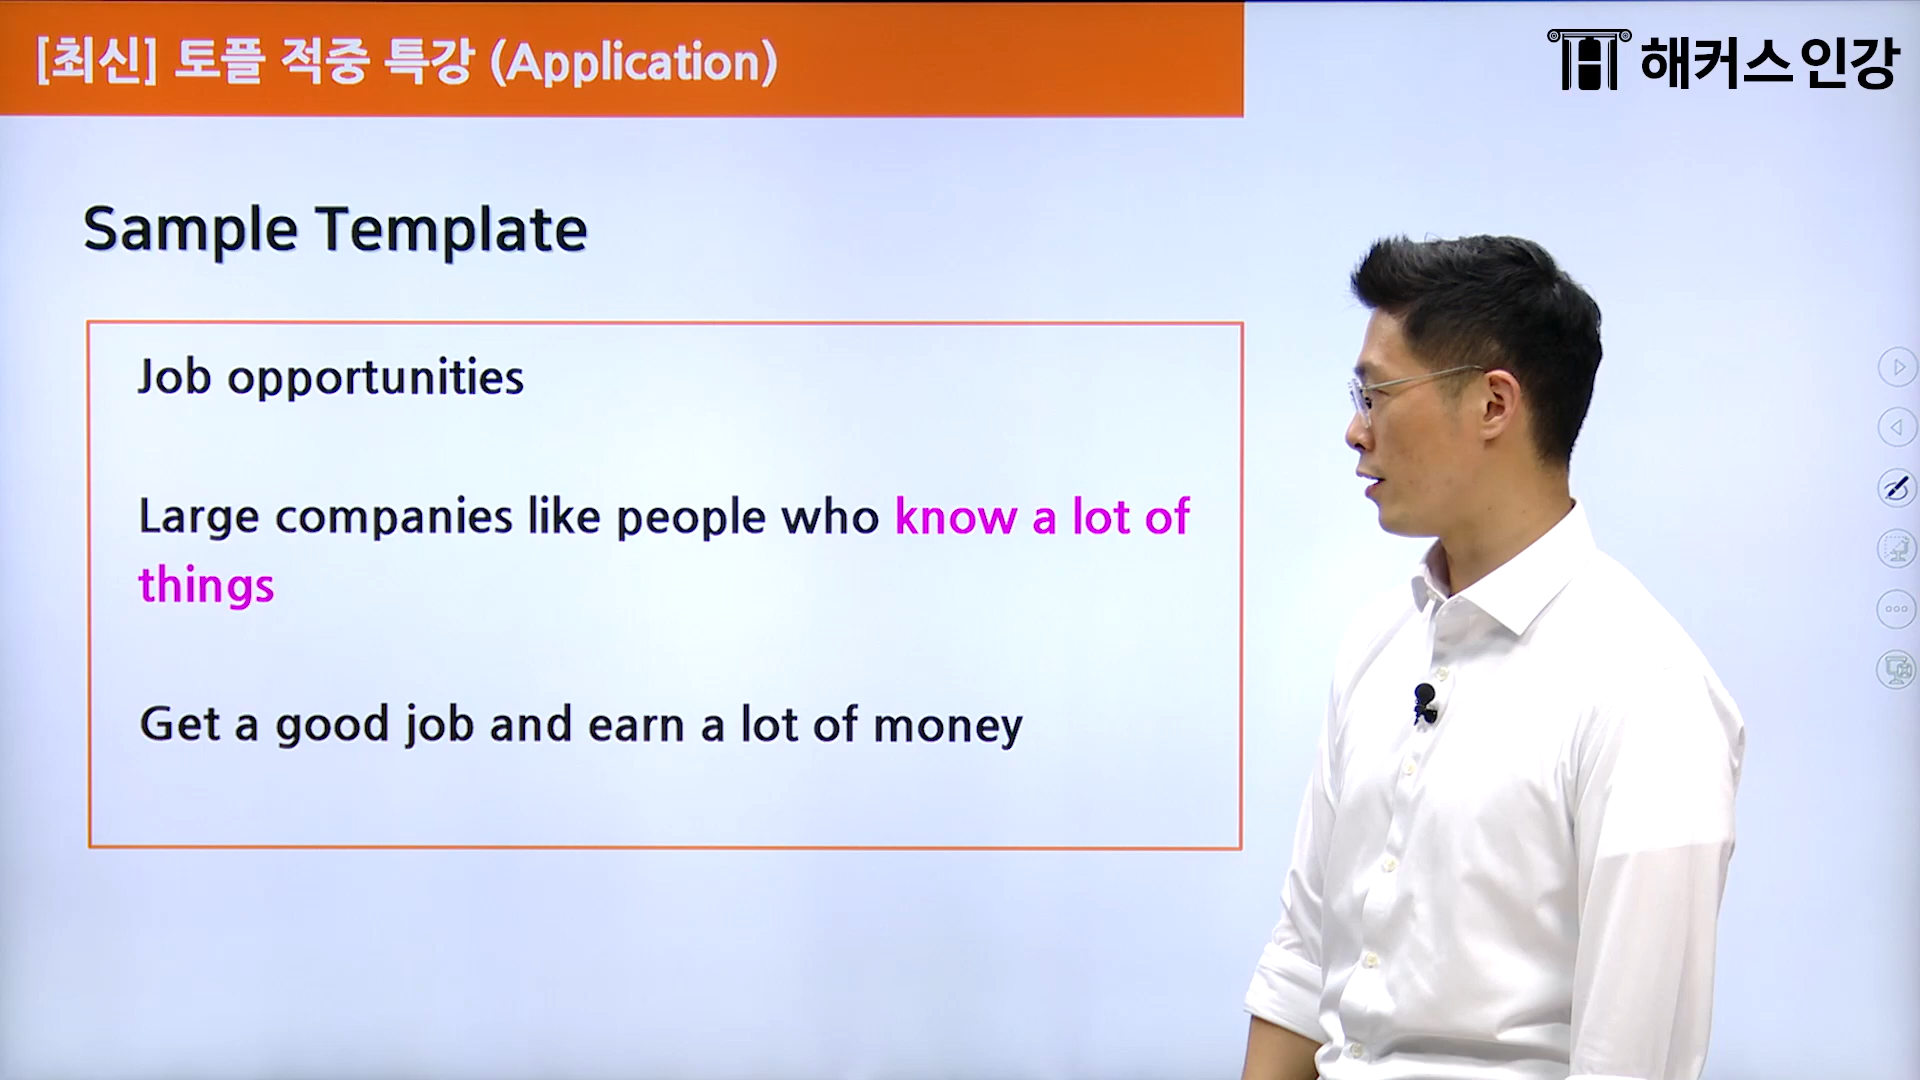 [최신] 토플 적중 특강 (Application)
해커스인강
Sample Template
Job opportunities
Large companies like people who know a lot of
things
Get a good job and earn a lot of money